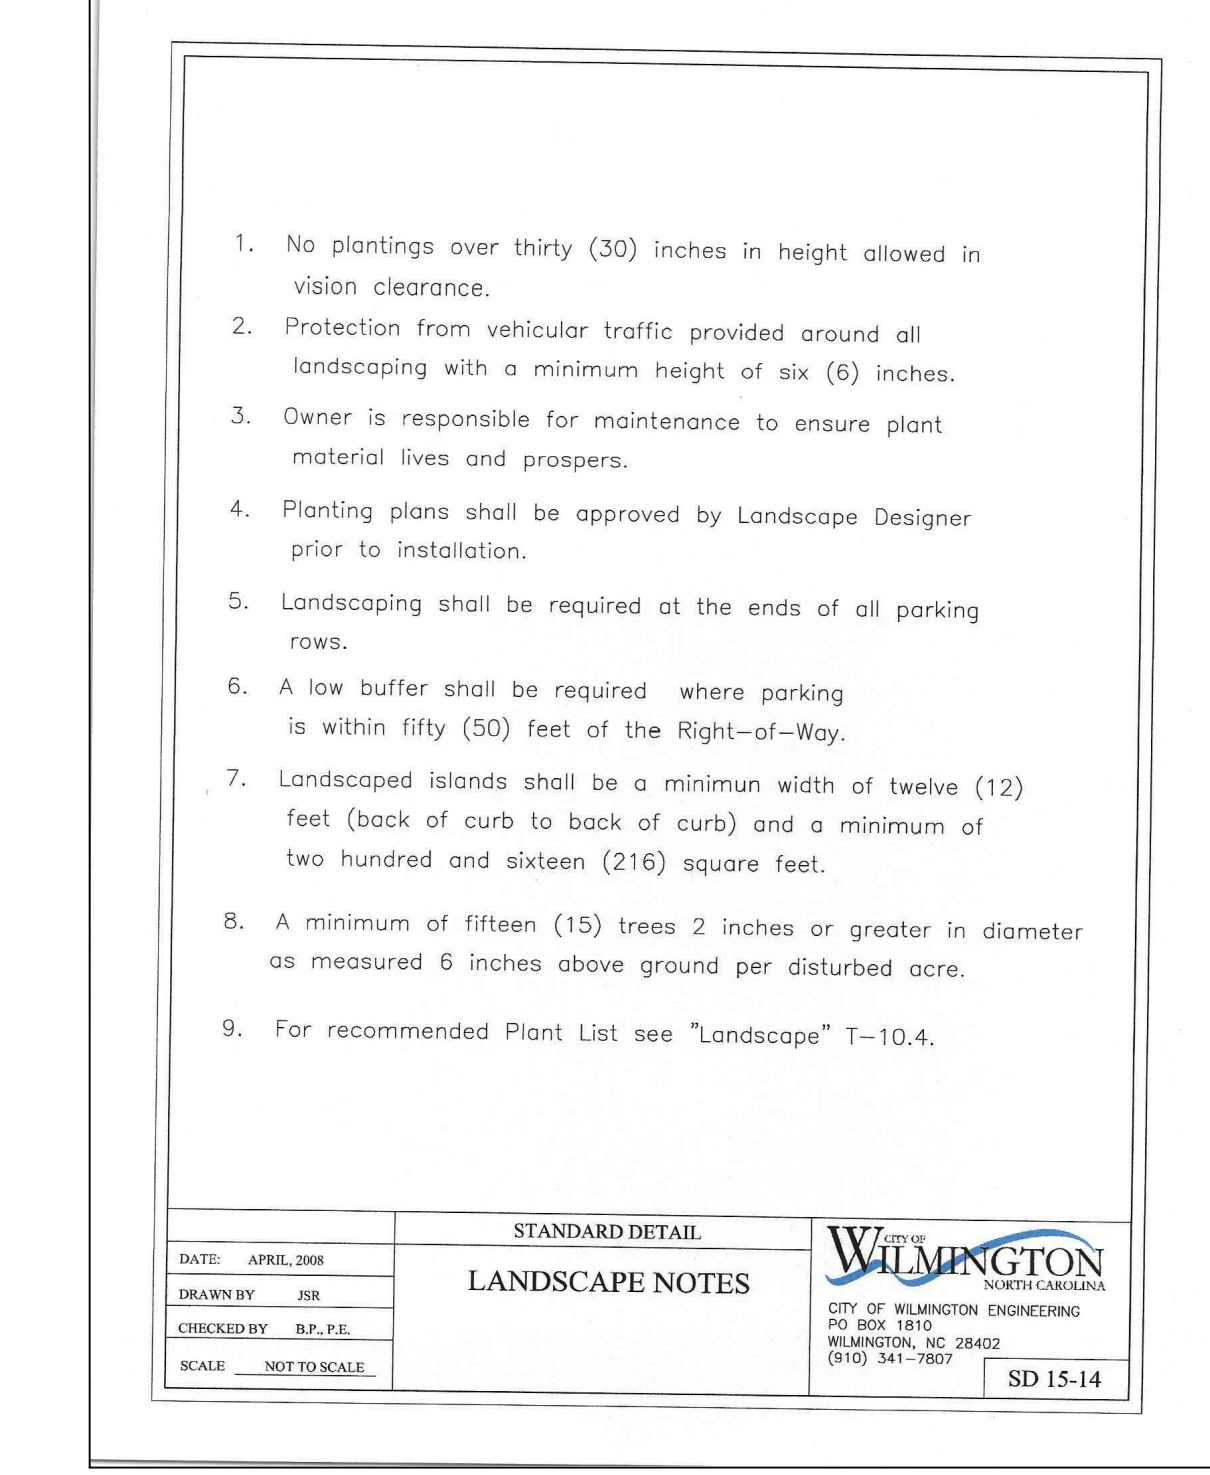 1. No plantings over thirty (30) inches in height allowed in
vision clearance.
2. Protection from vehicular traffic provided around all
landscaping with a minimum height of six (6) inches.
3. Owner is responsible for maintenance to ensure plant
material lives and prospers.
4. Planting plans shall be approved by Landscape Designer
prior to installation.
5. Landscaping shall be required at the ends of all parking
rows.
6. A low buffer shall be required where parking
is within fifty (50) feet of the Right-of-Way.
7. Landscaped islands shall be a minimun width of twelve (12)
feet (back of curb to back of curb) and a minimum of
two hundred and sixteen (216) square feet.
8. A minimum of fifteen (15) trees 2 inches or greater in diameter
as measured 6 inches above ground per disturbed acre.
9. For recommended Plant List see "Landscape" T-10.4.
DATE: APRIL, 2008
DRAWN BY JSR
CHECKED BY B.P., P.E.
SCALE NOT TO SCALE
STANDARD DETAIL
LANDSCAPE NOTES
CITY OF
WILMINGTON
NORTH CAROLINA
CITY OF WILMINGTON ENGINEERING
PO BOX 1810
WILMINGTON, NC 28402
(910) 341-7807
SD 15-14